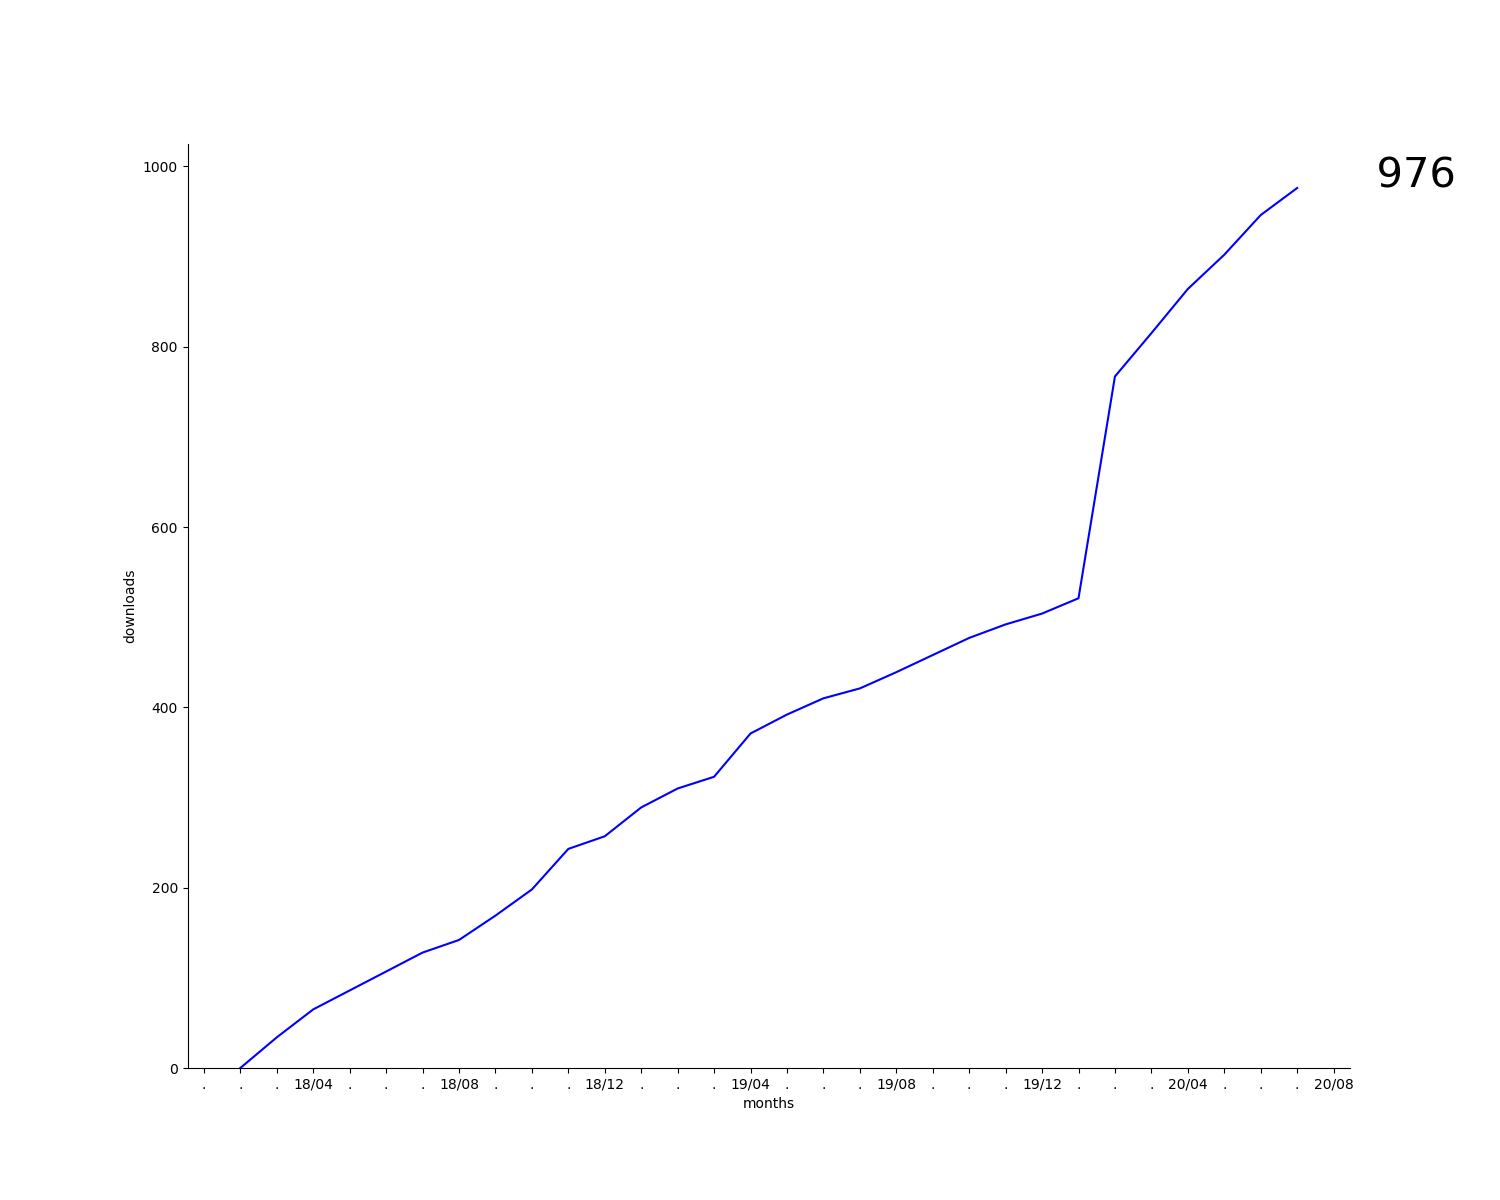 976
1000
800
600
400
200
0
downloads
. . . 18/04 . . . 18/08 . . . 18/12 . . . 19/04 . . . 19/08 . . . 19/12 . . . 20/04 . . . 20/08
months